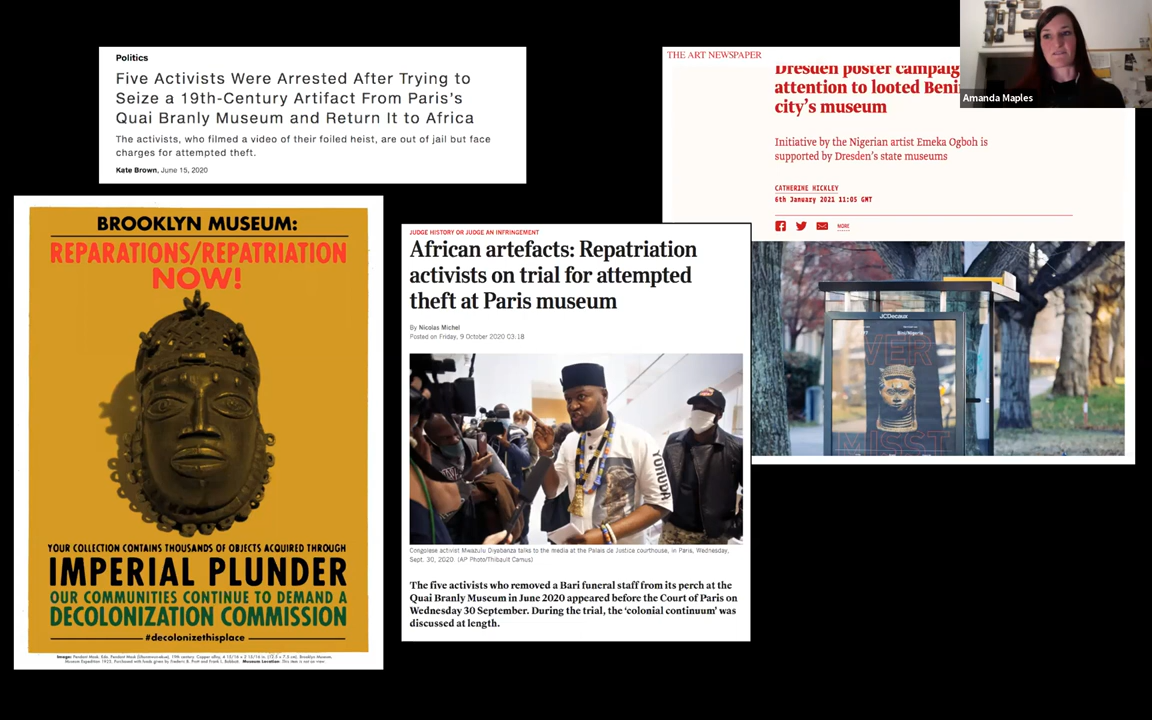 Politics
Five Activists Were Arrested After Trying to
Seize a 19th-Century Artifact From Paris's
Quai Branly Museum and Return It to Africa
The activists, who filmed a video of their foiled heist, are out of jail but face
charges for attempted theft.
Kate Brown, June 15, 2020
BROOKLYN MUSEUM:
REPARATIONS/REPATRIATION
NOW!
YOUR COLLECTION CONTAINS THOUSANDS OF OBJECTS ACQUIRED THROUGH
IMPERIAL PLUNDER
OUR COMMUNITIES CONTINUE TO DEMAND A
DECOLONIZATION COMMISSION
#decolonizethisplace
JUDGE HISTORY OR JUDGE AN INFRINGEMENT
African artefacts: Repatriation
activists on trial for attempted
theft at Paris museum
By Nicolas Michel
Posted on Friday, 9 October 2020 03:18
YORUDA
Congolese activist Mwazulu Diyabanza talks to the media at the Palais de Justice courthouse, in Paris, Wednesday,
Sept. 30, 2020. (AP Photo/Thibault Camus)
The five activists who removed a Bari funeral staff from its perch at the
Quai Branly Museum in June 2020 appeared before the Court of Paris on
Wednesday 30 September. During the trial, the 'colonial continuum' was
discussed at length.
THE ART NEWSPAPER
Dresden poster campaig
attention to looted Beni
city's museum
Initiative by the Nigerian artist Emeka Ogboh is
supported by Dresden's state museums
CATHERINE HICKLEY
6th January 2021 11:05 GMT
MORE
JCDecaux
VER
MISST
Amanda Maples